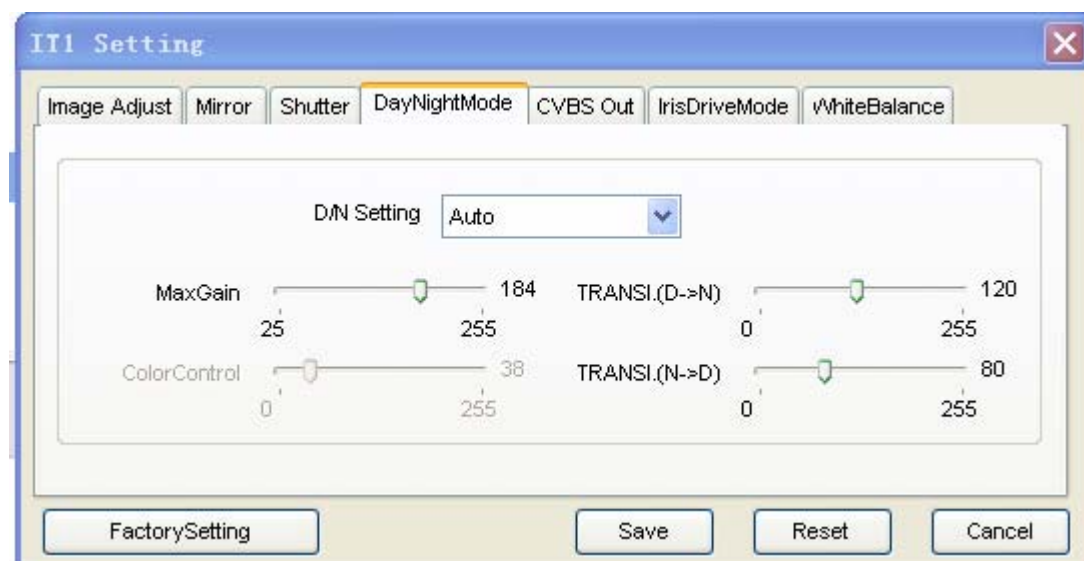 IT1 Setting
Image Adjust Mirror Shutter DayNightMode CVBS Out IrisDriveMode WhiteBalance
D/N Setting Auto
MaxGain 184 TRANSI.(D->N) 120
25 255 0 255
ColorControl 38 TRANSI.(N->D) 80
0 255 0 255
FactorySetting Save Reset Cancel